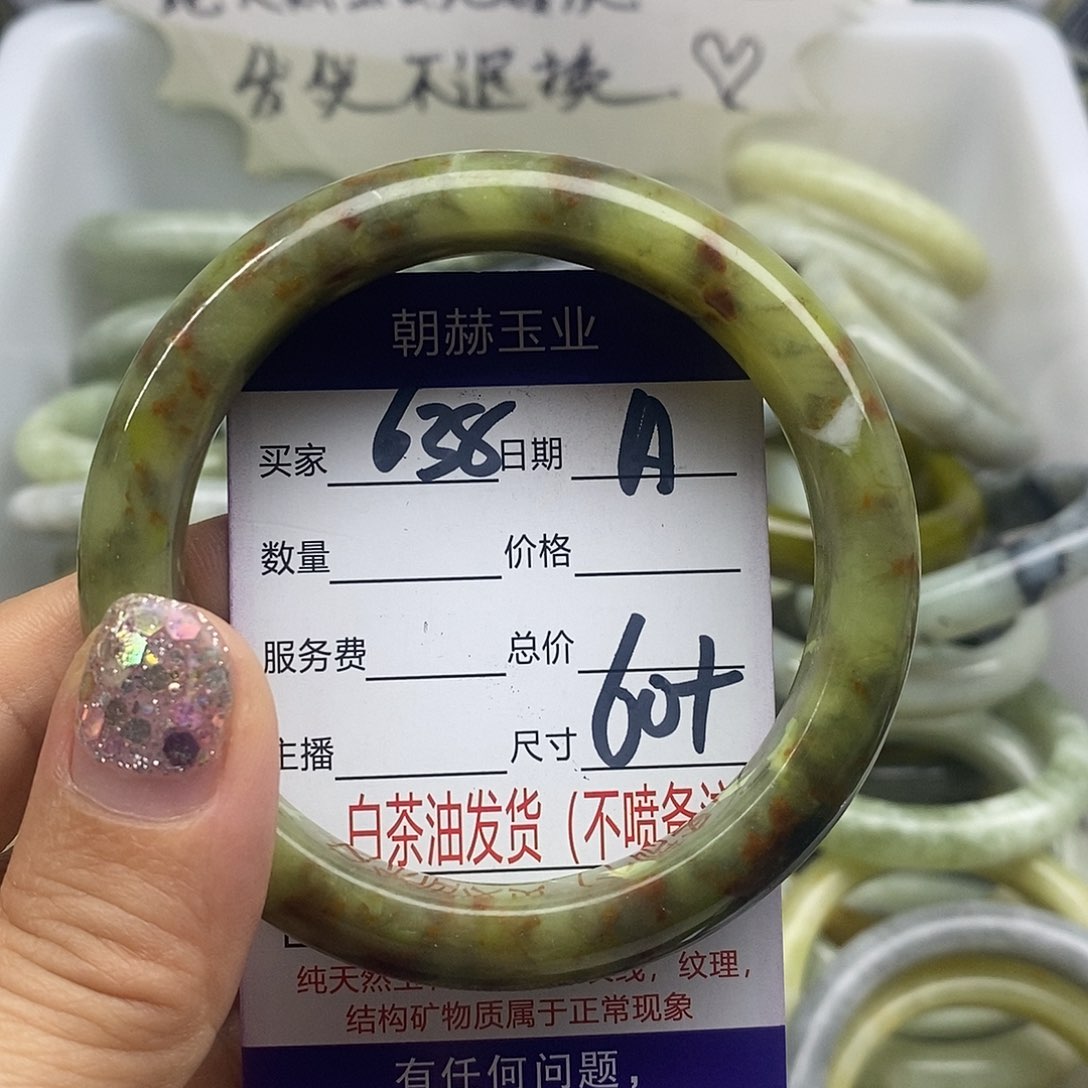 售货不退换
朝赫玉业
买家 638 日期 A
数量 价格
服务费 总价
主播 尺寸 60+
白茶油发货（不喷备
纯天然 纹理，
结构矿物质属于正常现象
有任何问题，